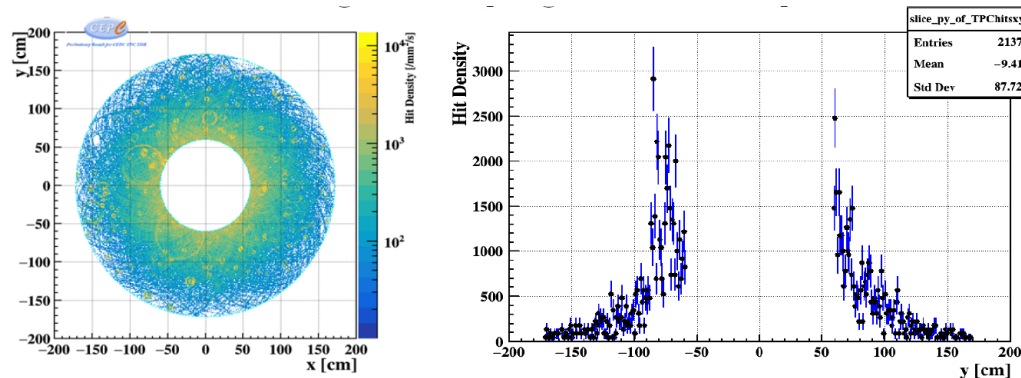 CEPC
Preliminary Result for CEPC TPC TDR
y [cm]
200
150
100
50
0
−50
−100
−150
−200
−200 −150 −100 −50 0 50 100 150 200
x [cm]
10⁴
10³
10²
Hit Density [/mm²/s]
slice_py_of_TPChitsxy
Entries 2137
Mean −9.41
Std Dev 87.72
Hit Density
3000
2500
2000
1500
1000
500
0
−200 −150 −100 −50 0 50 100 150 200
y [cm]